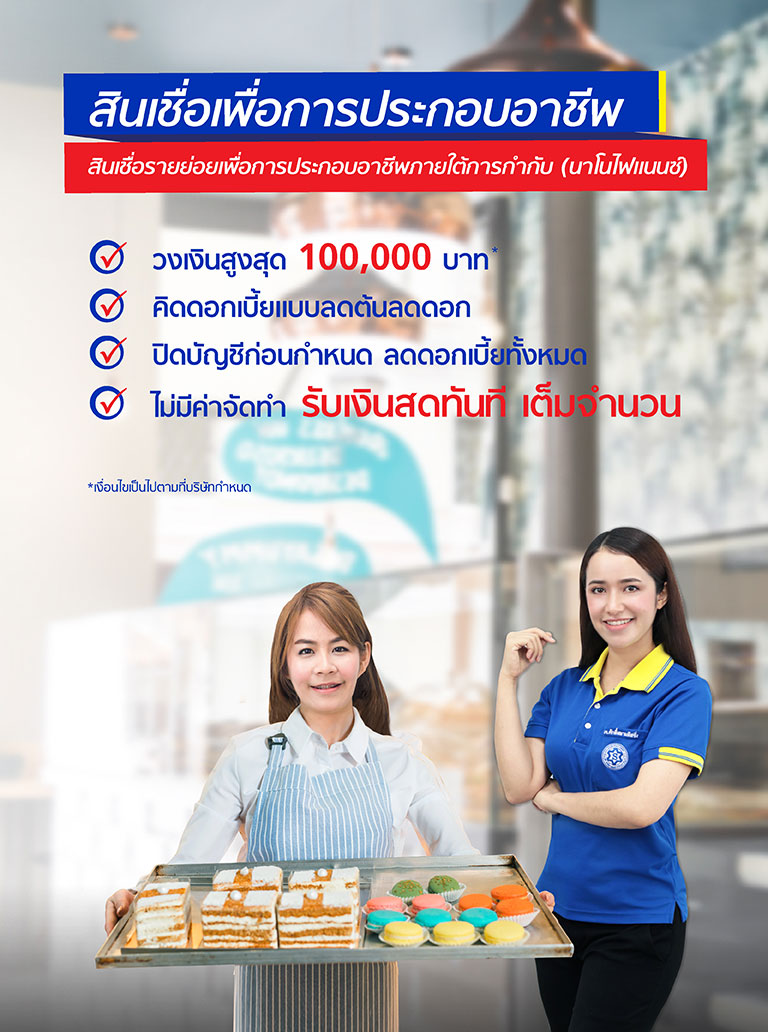 สินเชื่อเพื่อการประกอบอาชีพ
สินเชื่อรายย่อยเพื่อการประกอบอาชีพภายใต้การกำกับ (นาโนไฟแนนซ์)
วงเงินสูงสุด 100,000 บาท*
คิดดอกเบี้ยแบบลดต้นลดดอก
ปิดบัญชีก่อนกำหนด ลดดอกเบี้ยทั้งหมด
ไม่มีค่าจัดทำ รับเงินสดทันที เต็มจำนวน
*เงื่อนไขเป็นไปตามที่บริษัทกำหนด